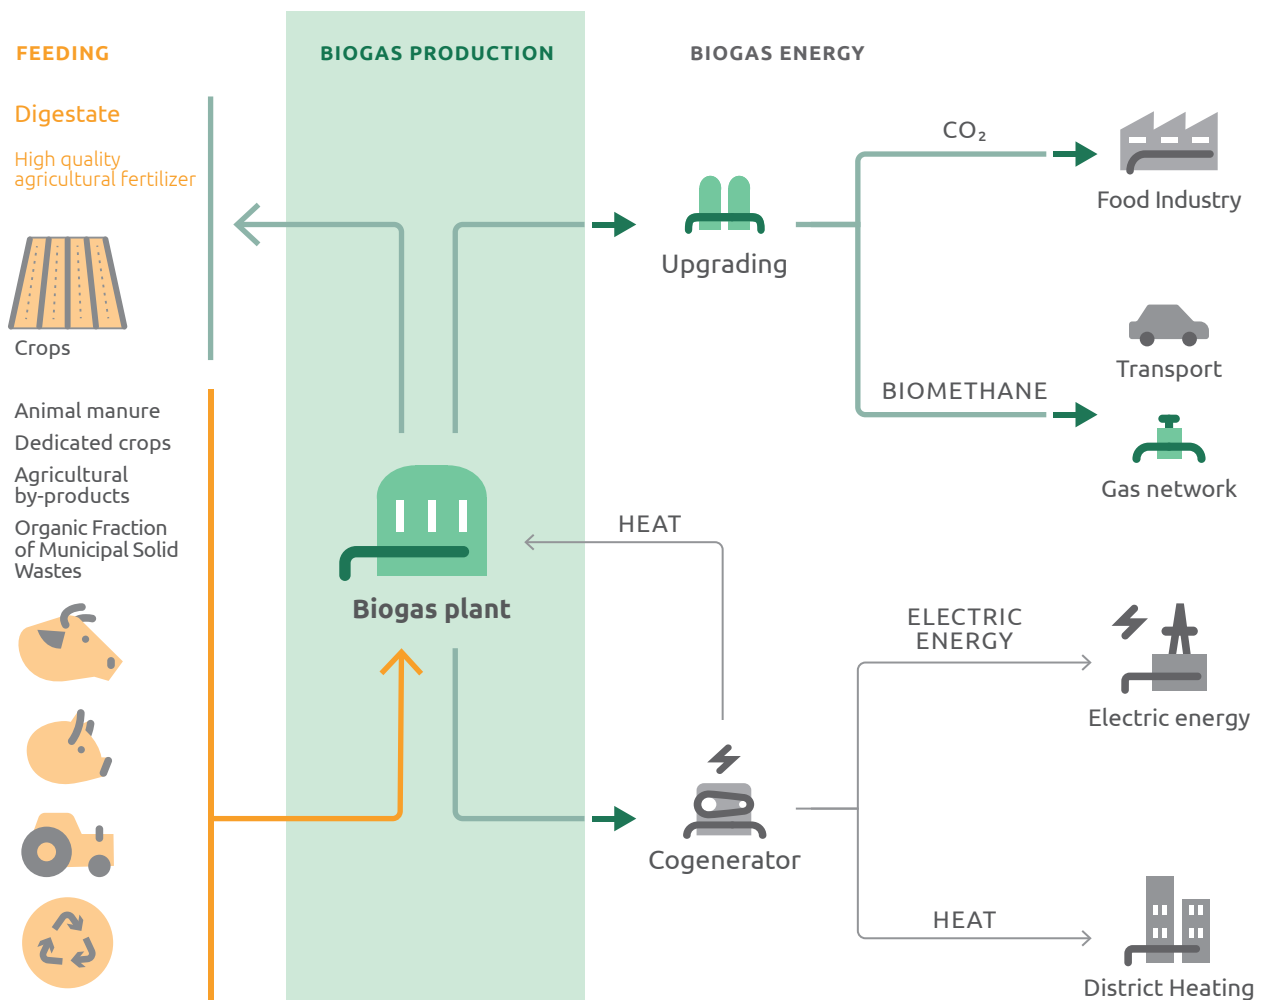 FEEDING
BIOGAS PRODUCTION
BIOGAS ENERGY
Digestate
High quality
agricultural fertilizer
Crops
Animal manure
Dedicated crops
Agricultural
by-products
Organic Fraction
of Municipal Solid
Wastes
Biogas plant
Upgrading
CO₂
Food Industry
Transport
BIOMETHANE
Gas network
HEAT
Cogenerator
ELECTRIC
ENERGY
Electric energy
HEAT
District Heating